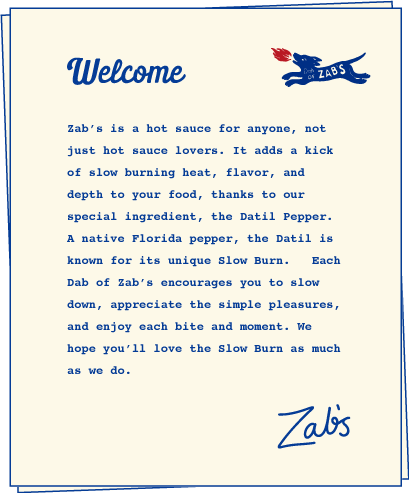 Welcome
ZAB'S
Zab's is a hot sauce for anyone, not
just hot sauce lovers. It adds a kick
of slow burning heat, flavor, and
depth to your food, thanks to our
special ingredient, the Datil Pepper.
A native Florida pepper, the Datil is
known for its unique Slow Burn.   Each
Dab of Zab's encourages you to slow
down, appreciate the simple pleasures,
and enjoy each bite and moment. We
hope you'll love the Slow Burn as much
as we do.
Zab's